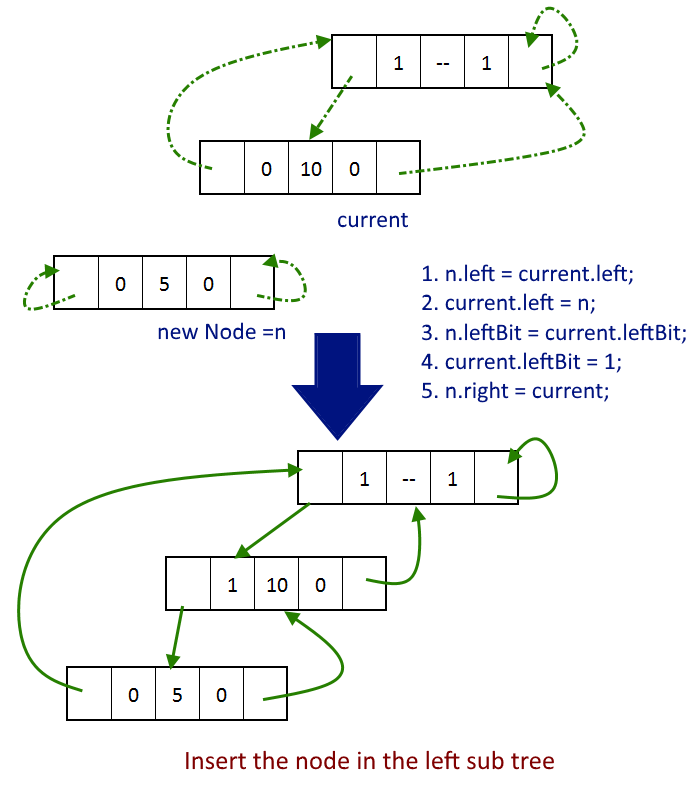 1 -- 1
0 10 0
current
0 5 0
new Node =n
1. n.left = current.left;
2. current.left = n;
3. n.leftBit = current.leftBit;
4. current.leftBit = 1;
5. n.right = current;
1 -- 1
1 10 0
0 5 0
Insert the node in the left sub tree